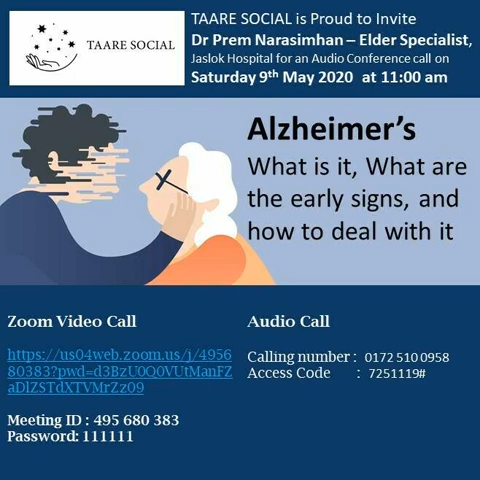 TAARE SOCIAL
TAARE SOCIAL is Proud to Invite
Dr Prem Narasimhan – Elder Specialist,
Jaslok Hospital for an Audio Conference call on
Saturday 9th May 2020 at 11:00 am
Alzheimer's
What is it, What are
the early signs, and
how to deal with it
Zoom Video Call
https://us04web.zoom.us/j/4956
80383?pwd=d3BzU0Q0VUtManFZ
aDlZSTdXTVMrZz09
Meeting ID : 495 680 383
Password: 111111
Audio Call
Calling number : 0172 510 0958
Access Code : 7251119#